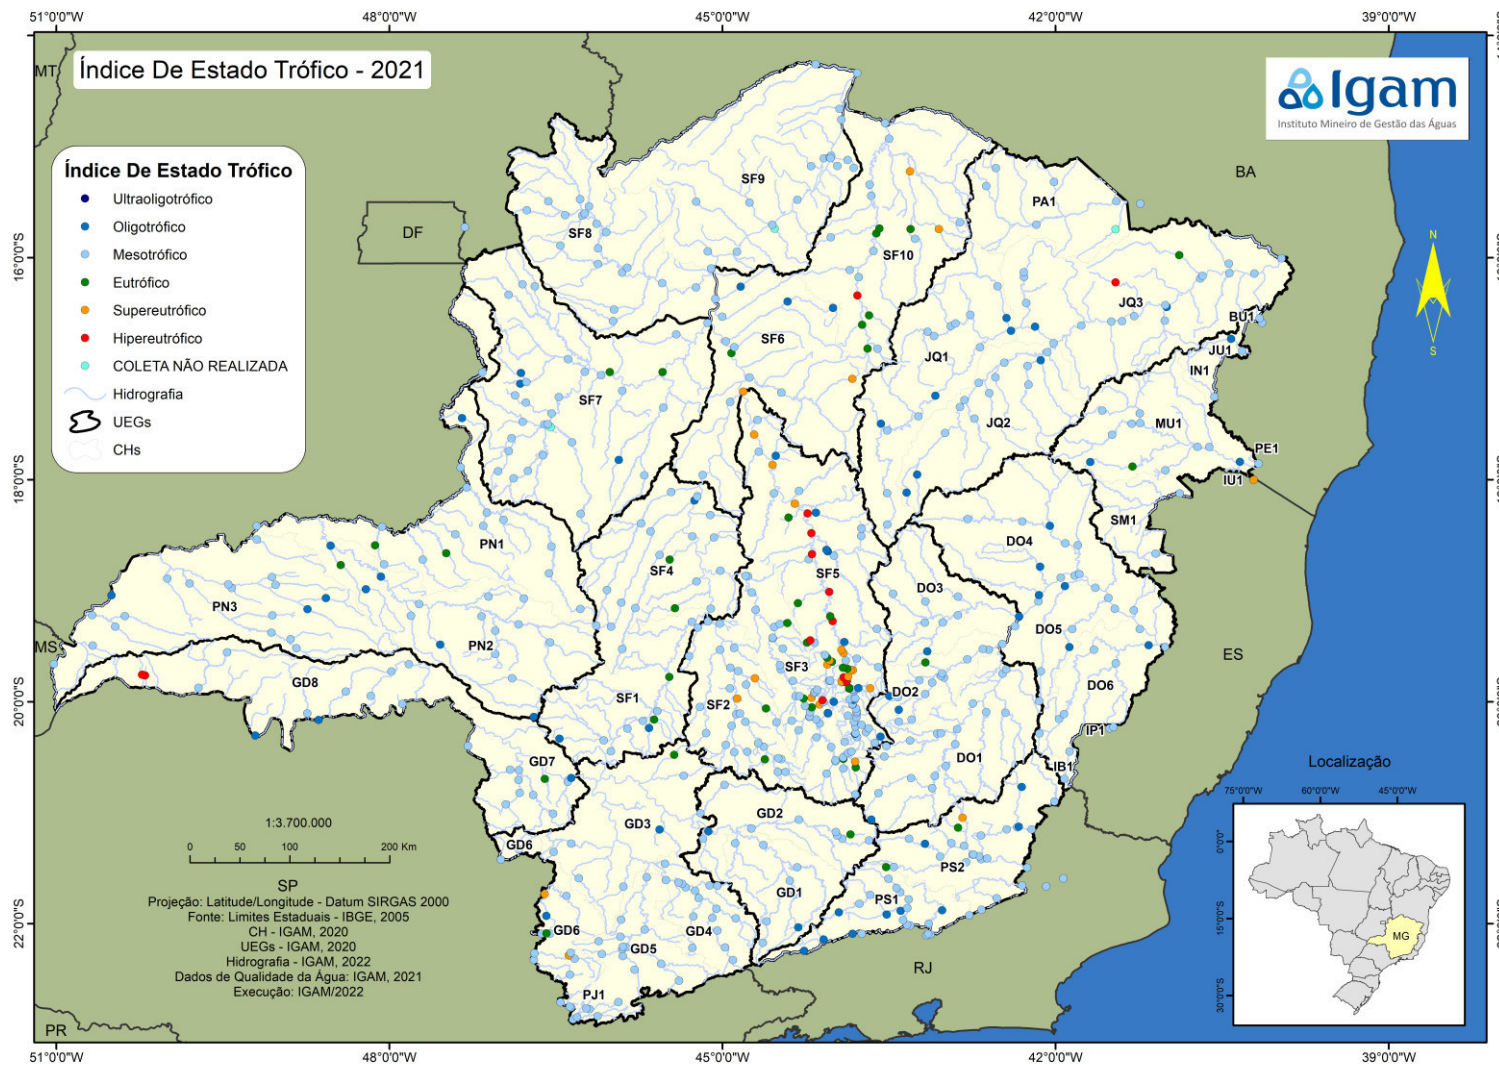 51°0'0"W 48°0'0"W 45°0'0"W 42°0'0"W 39°0'0"W
Índice De Estado Trófico - 2021
Igam
Instituto Mineiro de Gestão das Águas
Índice De Estado Trófico
Ultraoligotrófico
Oligotrófico
Mesotrófico
Eutrófico
Supereutrófico
Hipereutrófico
COLETA NÃO REALIZADA
Hidrografia
UEGs
CHs
MT
DF
BA
MS
ES
SP
RJ
PR
N
S
16°0'0"S
18°0'0"S
20°0'0"S
22°0'0"S
SF9
SF8
PA1
SF10
JQ3
BU1
SF6
JQ1
JU1
IN1
SF7
JQ2
MU1
PE1
IU1
SM1
PN1
DO4
SF4
SF5
DO3
PN3
PN2
DO5
SF3
GD8
SF1
SF2
DO2
DO6
IP1
GD7
DO1
IB1
GD3
GD2
GD6
PS2
GD1
PS1
GD6
GD5
GD4
PJ1
1:3.700.000
0 50 100 200 Km
Projeção: Latitude/Longitude - Datum SIRGAS 2000
Fonte: Limites Estaduais - IBGE, 2005
CH - IGAM, 2020
UEGs - IGAM, 2020
Hidrografia - IGAM, 2022
Dados de Qualidade da Água: IGAM, 2021
Execução: IGAM/2022
Localização
75°0'0"W 60°0'0"W 45°0'0"W
0°0'0"
15°0'0"S
30°0'0"S
MG
51°0'0"W 48°0'0"W 45°0'0"W 42°0'0"W 39°0'0"W